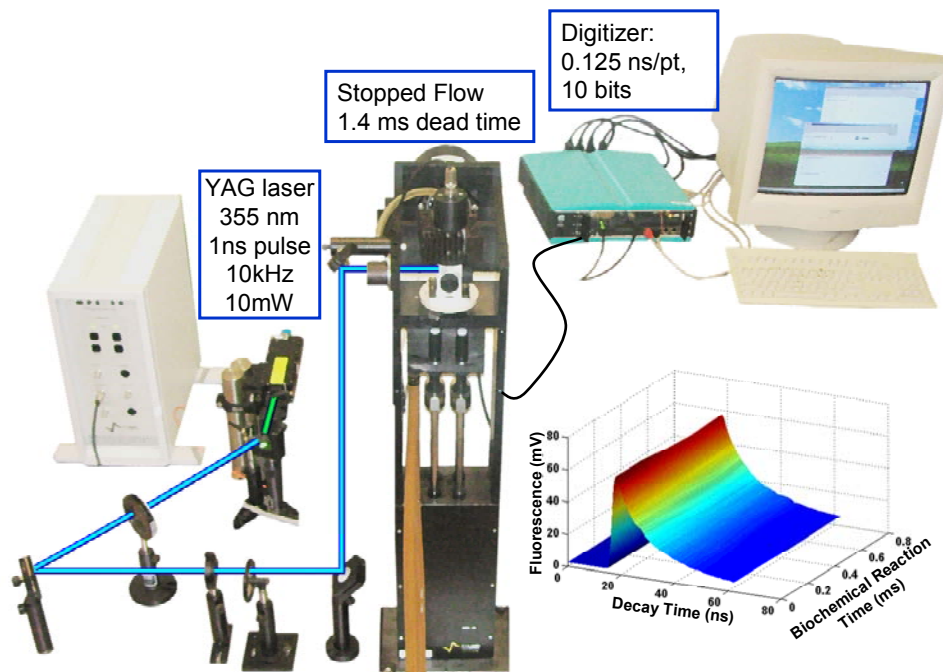 Digitizer:
0.125 ns/pt,
10 bits
Stopped Flow
1.4 ms dead time
YAG laser
355 nm
1ns pulse
10kHz
10mW
Fluorescence (mV)
80
60
40
20
0
0
20
40
60
80
Decay Time (ns)
0
0.2
0.4
0.6
0.8
Biochemical Reaction
Time (ms)